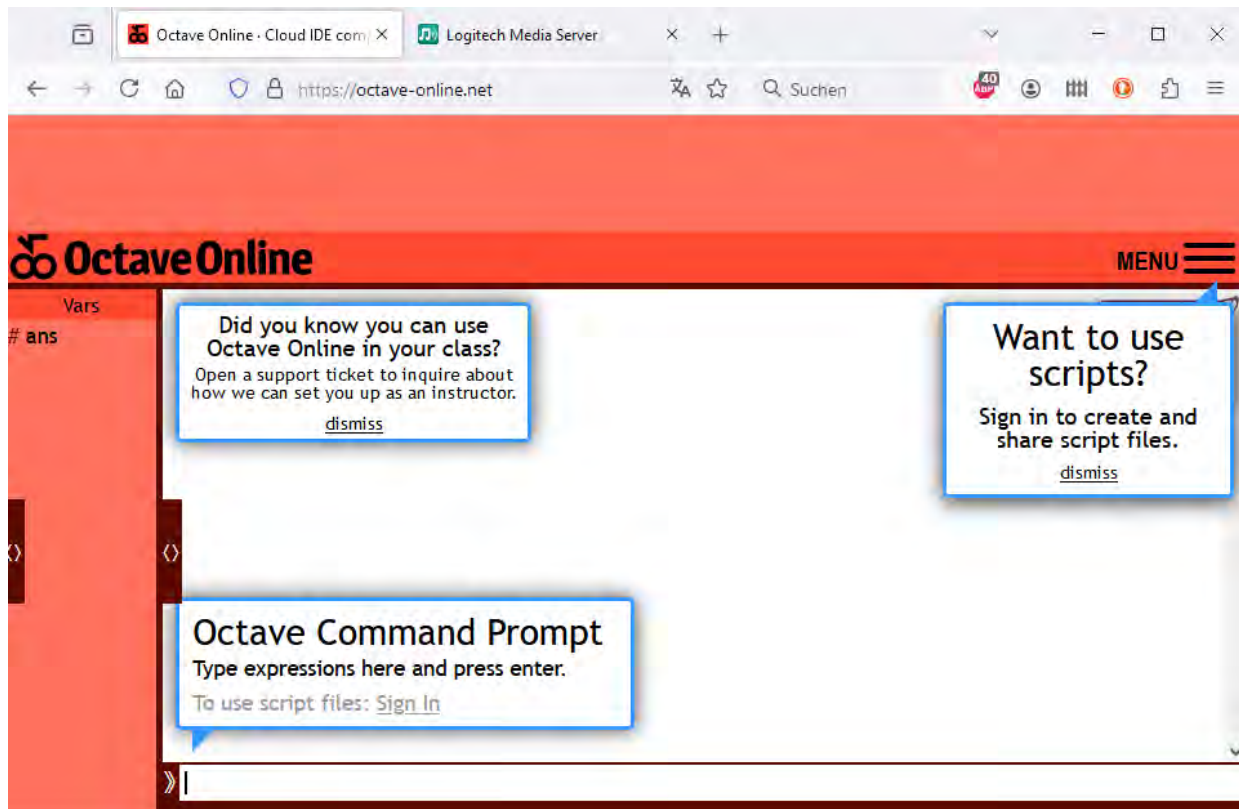 Octave Online · Cloud IDE com
Logitech Media Server
https://octave-online.net
Suchen
40
ABP
Octave Online
MENU
Vars
# ans
Did you know you can use
Octave Online in your class?
Open a support ticket to inquire about
how we can set you up as an instructor.
dismiss
Want to use
scripts?
Sign in to create and
share script files.
dismiss
Octave Command Prompt
Type expressions here and press enter.
To use script files: Sign In